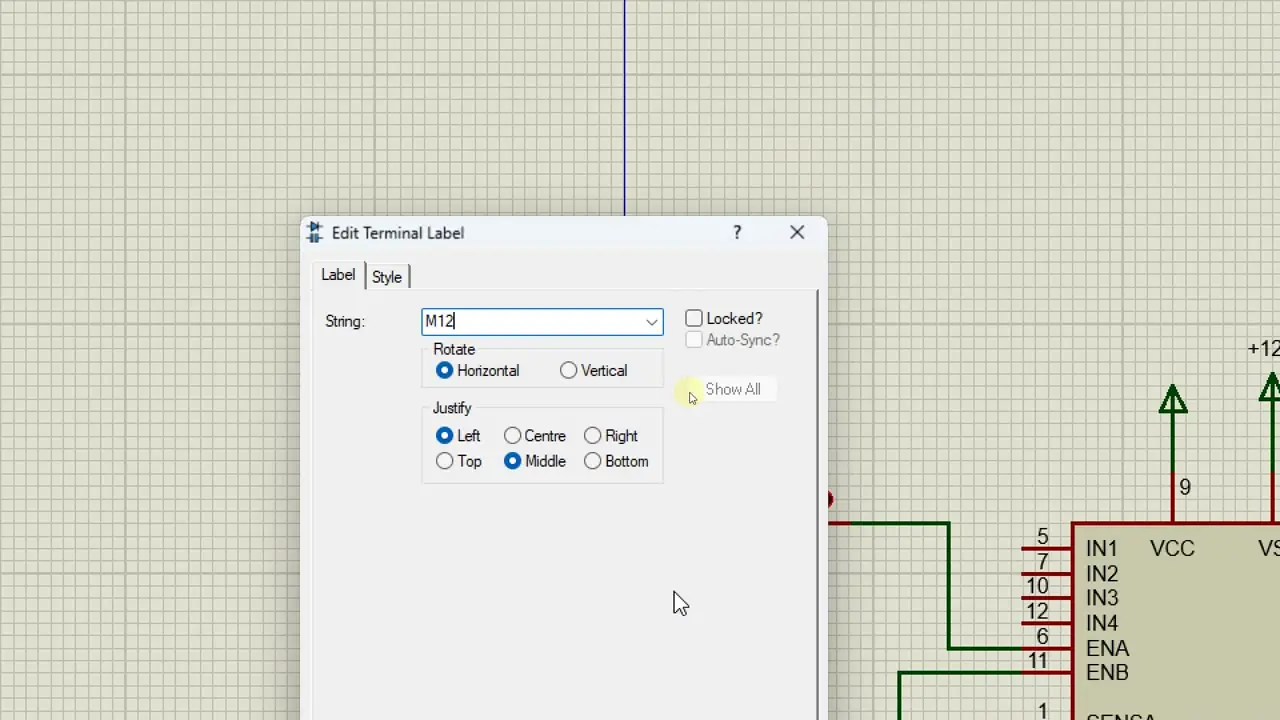 Edit Terminal Label
?
Label
Style
String:
M12
Locked?
Auto-Sync?
Rotate
Horizontal
Vertical
Show All
Justify
Left
Centre
Right
Top
Middle
Bottom
+12
9
5
IN1
VCC
VS
7
IN2
10
IN3
12
IN4
6
ENA
11
ENB
1
SENSA